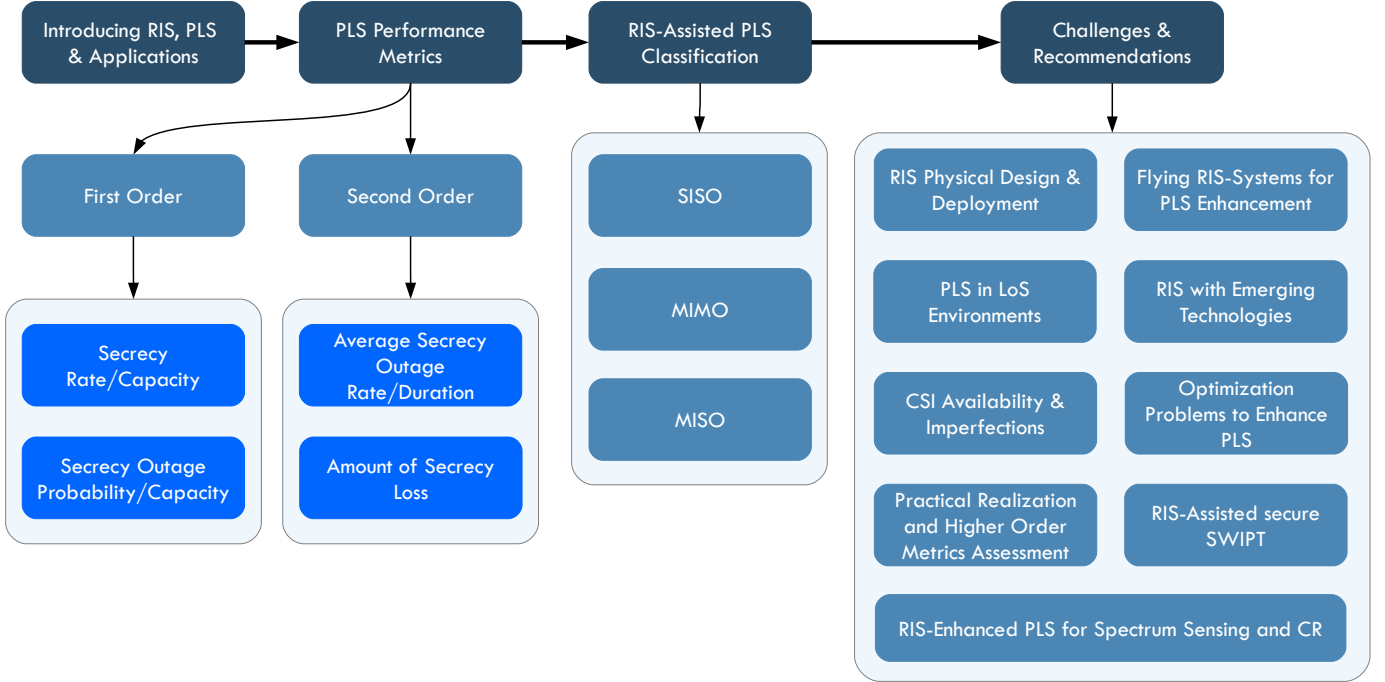 Introducing RIS, PLS
& Applications
PLS Performance
Metrics
RIS-Assisted PLS
Classification
Challenges &
Recommendations
First Order
Second Order
Secrecy
Rate/Capacity
Secrecy Outage
Probability/Capacity
Average Secrecy
Outage
Rate/Duration
Amount of Secrecy
Loss
SISO
MIMO
MISO
RIS Physical Design &
Deployment
Flying RIS-Systems for
PLS Enhancement
PLS in LoS
Environments
RIS with Emerging
Technologies
CSI Availability &
Imperfections
Optimization
Problems to Enhance
PLS
Practical Realization
and Higher Order
Metrics Assessment
RIS-Assisted secure
SWIPT
RIS-Enhanced PLS for Spectrum Sensing and CR